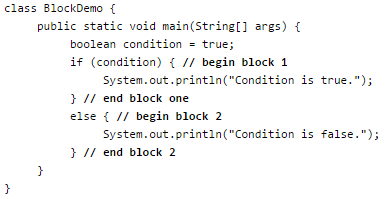 class BlockDemo {
public static void main(String[] args) {
boolean condition = true;
if (condition) { // begin block 1
System.out.println("Condition is true.");
} // end block one
else { // begin block 2
System.out.println("Condition is false.");
} // end block 2
}
}